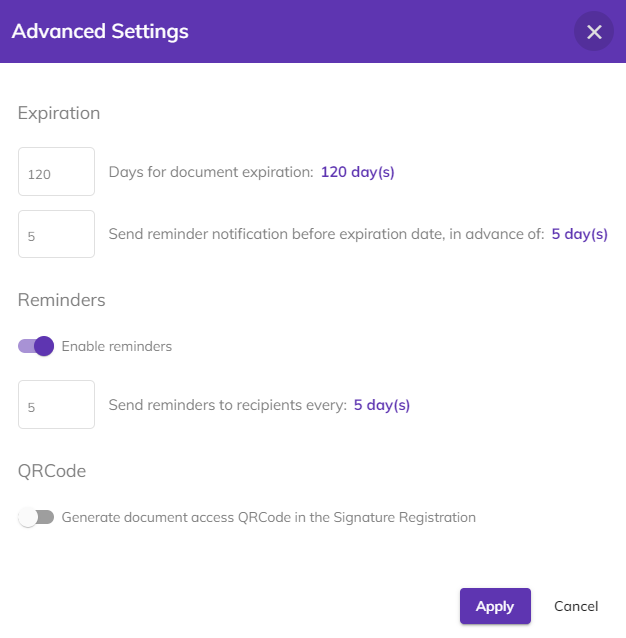 Advanced Settings
Expiration
120
Days for document expiration: 120 day(s)
5
Send reminder notification before expiration date, in advance of: 5 day(s)
Reminders
Enable reminders
5
Send reminders to recipients every: 5 day(s)
QRCode
Generate document access QRCode in the Signature Registration
Apply
Cancel